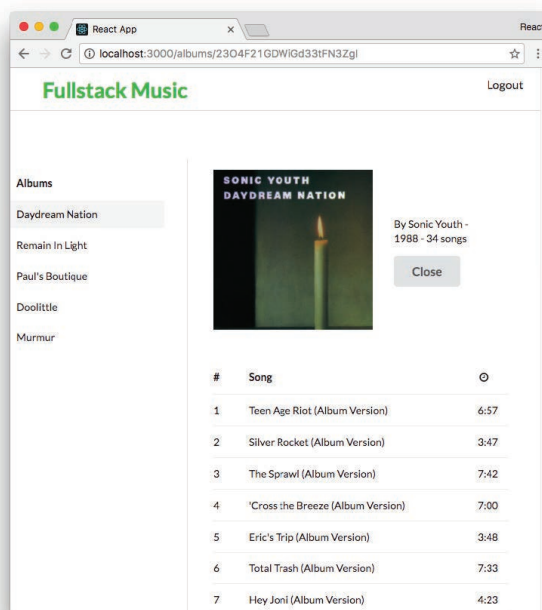 React App
React
localhost:3000/albums/23O4F21GDWiGd33tFN3ZgI
Fullstack Music
Logout
Albums
Daydream Nation
Remain In Light
Paul's Boutique
Doolittle
Murmur
SONIC YOUTH
DAYDREAM NATION
By Sonic Youth -
1988 - 34 songs
Close
# Song
1 Teen Age Riot (Album Version) 6:57
2 Silver Rocket (Album Version) 3:47
3 The Sprawl (Album Version) 7:42
4 'Cross the Breeze (Album Version) 7:00
5 Eric's Trip (Album Version) 3:48
6 Total Trash (Album Version) 7:33
7 Hey Joni (Album Version) 4:23